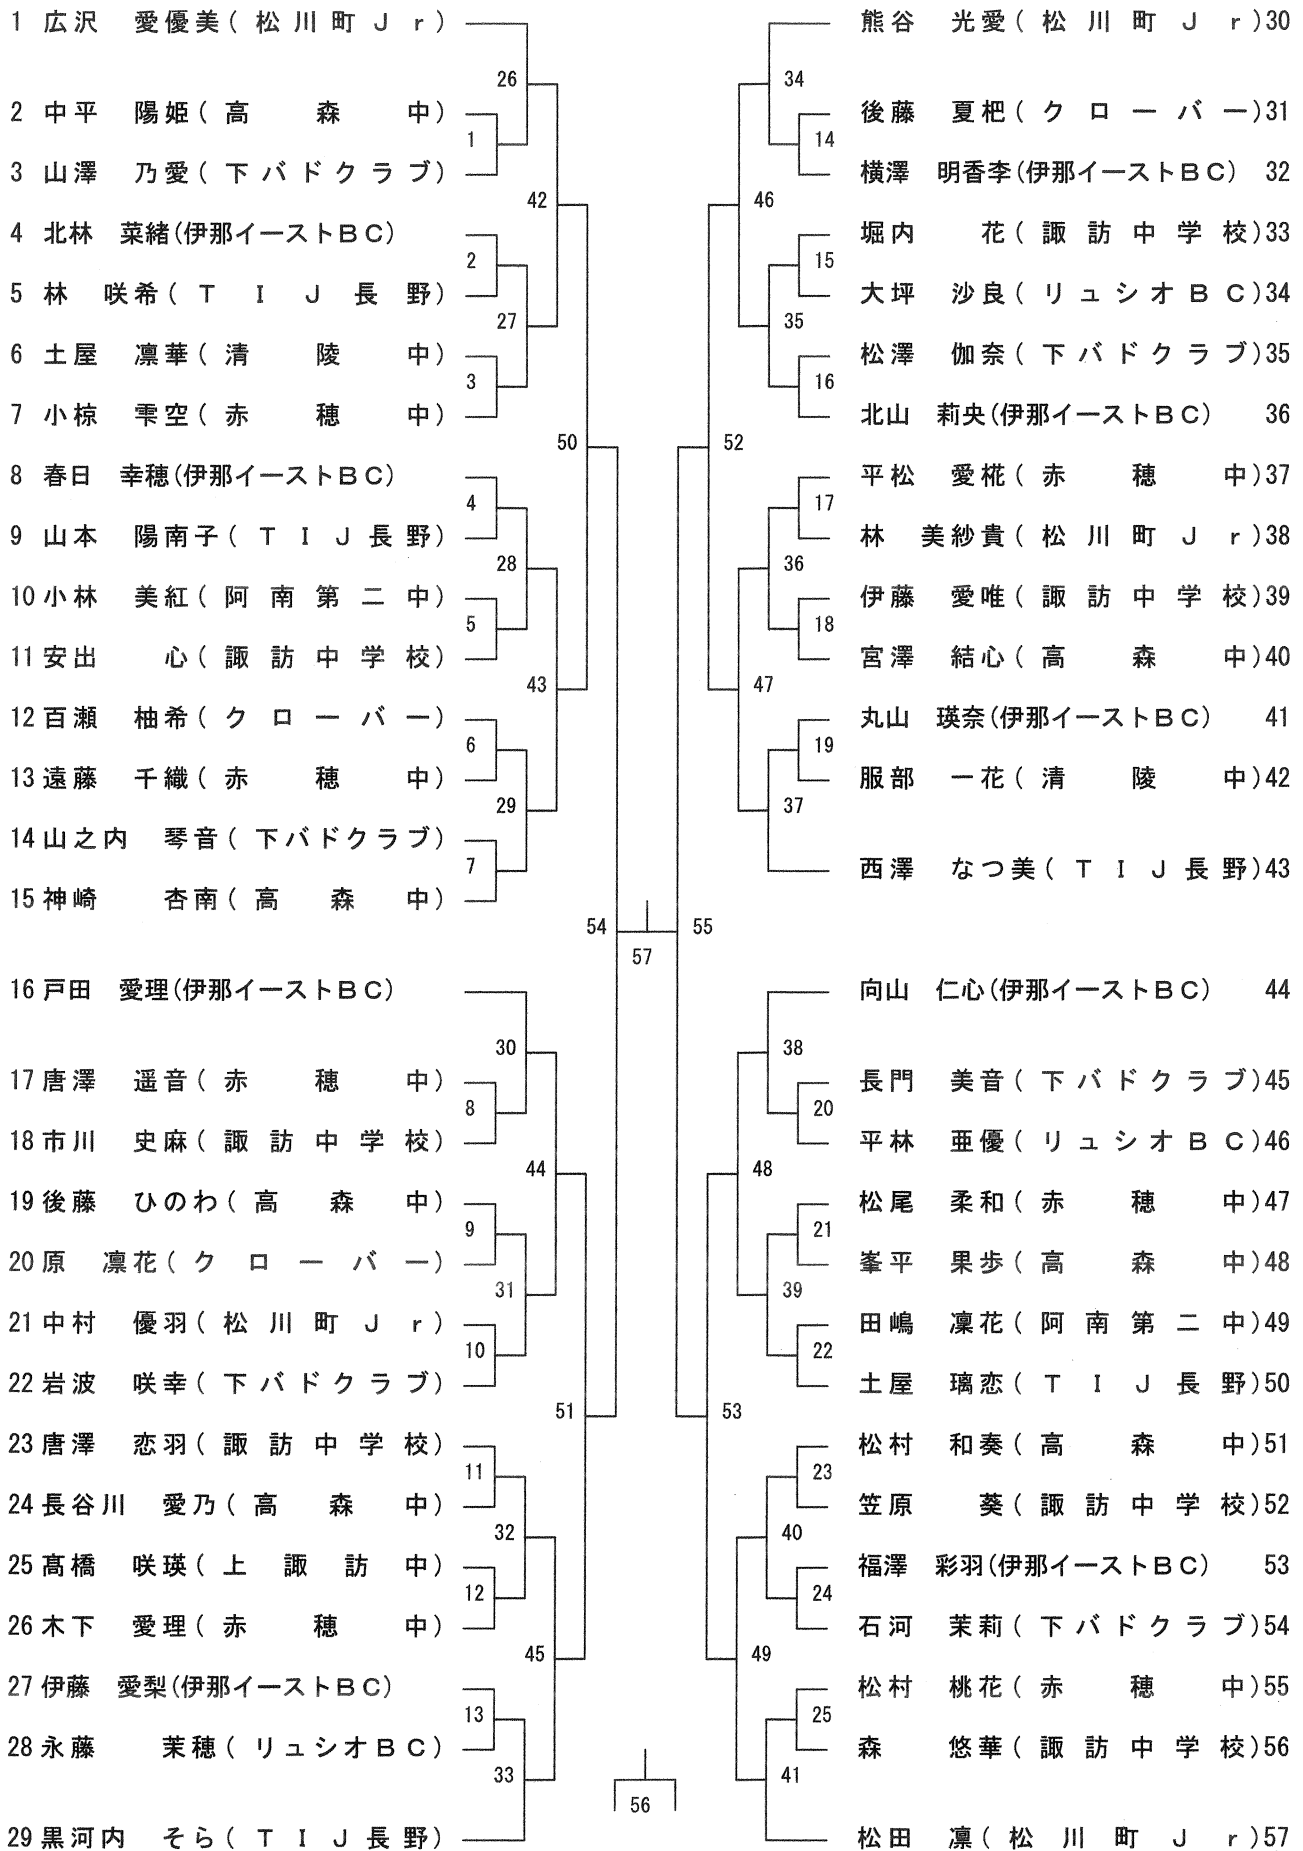 1 広沢 愛優美(松川町Jr)
26
2 中平 陽姫(高森中)
1
3 山澤 乃愛(下バドクラブ)
42
4 北林 菜緒(伊那イーストBC)
2
5 林 咲希(TIJ長野)
27
6 土屋 凛華(清陵中)
3
7 小椋 雫空(赤穂中)
50
8 春日 幸穂(伊那イーストBC)
4
9 山本 陽南子(TIJ長野)
28
10 小林 美紅(阿南第二中)
5
11 安出 心(諏訪中学校)
43
12 百瀬 柚希(クローバー)
6
13 遠藤 千織(赤穂中)
29
14 山之内 琴音(下バドクラブ)
7
15 神崎 杏南(高森中)
54
57
16 戸田 愛理(伊那イーストBC)
30
17 唐澤 遥音(赤穂中)
8
18 市川 史麻(諏訪中学校)
44
19 後藤 ひのわ(高森中)
9
20 原 凛花(クローバー)
31
21 中村 優羽(松川町Jr)
10
22 岩波 咲幸(下バドクラブ)
51
23 唐澤 恋羽(諏訪中学校)
11
24 長谷川 愛乃(高森中)
32
25 髙橋 咲瑛(上諏訪中)
12
26 木下 愛理(赤穂中)
45
27 伊藤 愛梨(伊那イーストBC)
13
28 永藤 茉穂(リュシオBC)
33
29 黒河内 そら(TIJ長野)
56
熊谷 光愛(松川町Jr)30
34
後藤 夏杷(クローバー)31
14
横澤 明香李(伊那イーストBC) 32
46
堀内 花(諏訪中学校)33
15
大坪 沙良(リュシオBC)34
35
松澤 伽奈(下バドクラブ)35
16
北山 莉央(伊那イーストBC) 36
52
平松 愛椛(赤穂中)37
17
林 美紗貴(松川町Jr)38
36
伊藤 愛唯(諏訪中学校)39
18
宮澤 結心(高森中)40
47
丸山 瑛奈(伊那イーストBC) 41
19
服部 一花(清陵中)42
37
西澤 なつ美(TIJ長野)43
55
向山 仁心(伊那イーストBC) 44
38
長門 美音(下バドクラブ)45
20
平林 亜優(リュシオBC)46
48
松尾 柔和(赤穂中)47
21
峯平 果歩(高森中)48
39
田嶋 凜花(阿南第二中)49
22
土屋 璃恋(TIJ長野)50
53
松村 和奏(高森中)51
23
笠原 葵(諏訪中学校)52
40
福澤 彩羽(伊那イーストBC) 53
24
石河 茉莉(下バドクラブ)54
49
松村 桃花(赤穂中)55
25
森 悠華(諏訪中学校)56
41
松田 凛(松川町Jr)57